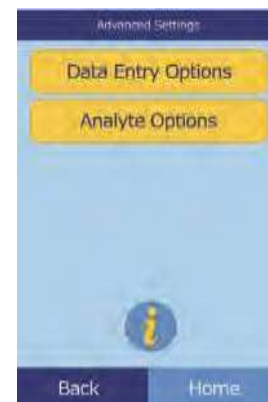 Advanced Settings
Data Entry Options
Analyte Options
i
Back Home